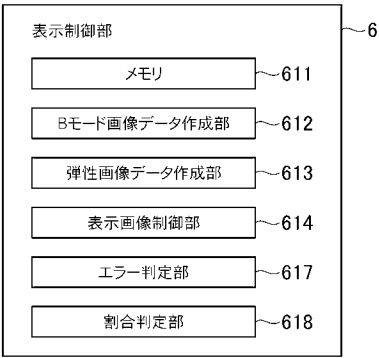 表示制御部 6
メモリ 611
Bモード画像データ作成部 612
弾性画像データ作成部 613
表示画像制御部 614
エラー判定部 617
割合判定部 618